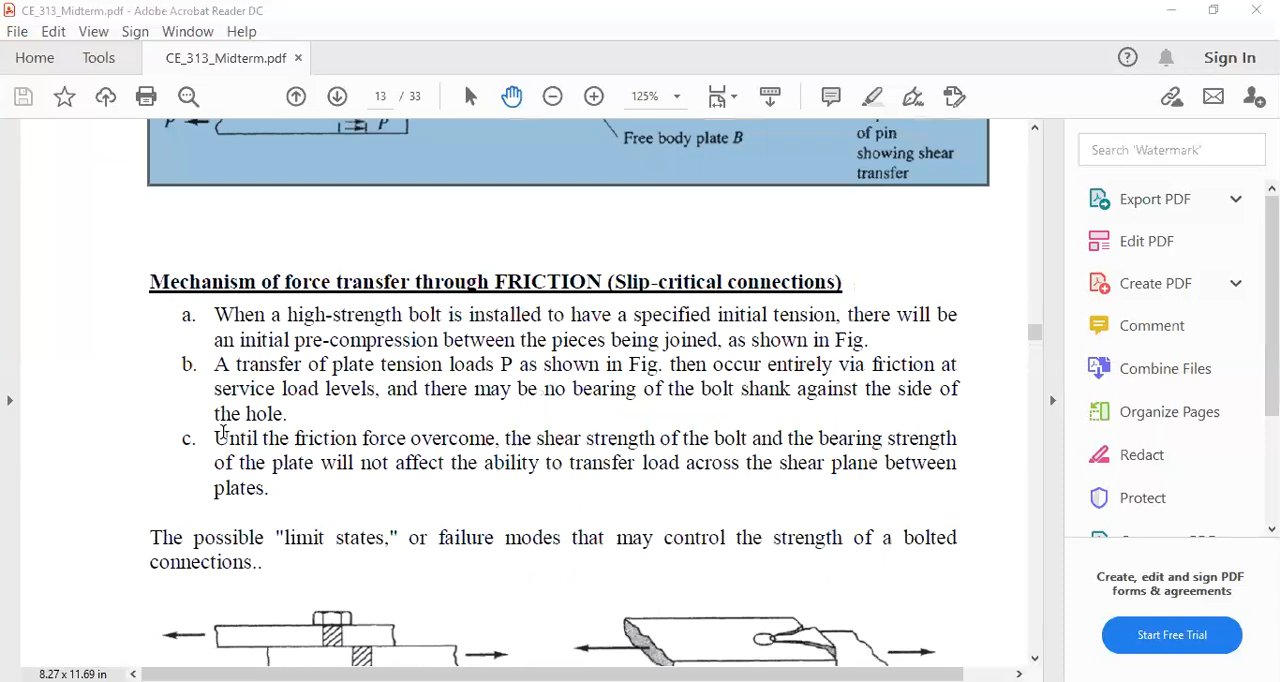 CE_313_Midterm.pdf - Adobe Acrobat Reader DC
File Edit View Sign Window Help
Home Tools CE_313_Midterm.pdf × Sign In
13 / 33 125%
P P
Free body plate B
of pin
showing shear
transfer
Mechanism of force transfer through FRICTION (Slip-critical connections)
a. When a high-strength bolt is installed to have a specified initial tension, there will be
an initial pre-compression between the pieces being joined, as shown in Fig.
b. A transfer of plate tension loads P as shown in Fig. then occur entirely via friction at
service load levels, and there may be no bearing of the bolt shank against the side of
the hole.
c. Until the friction force overcome, the shear strength of the bolt and the bearing strength
of the plate will not affect the ability to transfer load across the shear plane between
plates.
The possible "limit states," or failure modes that may control the strength of a bolted
connections..
8.27 x 11.69 in
Search 'Watermark'
Export PDF
Edit PDF
Create PDF
Comment
Combine Files
Organize Pages
Redact
Protect
Create, edit and sign PDF
forms & agreements
Start Free Trial